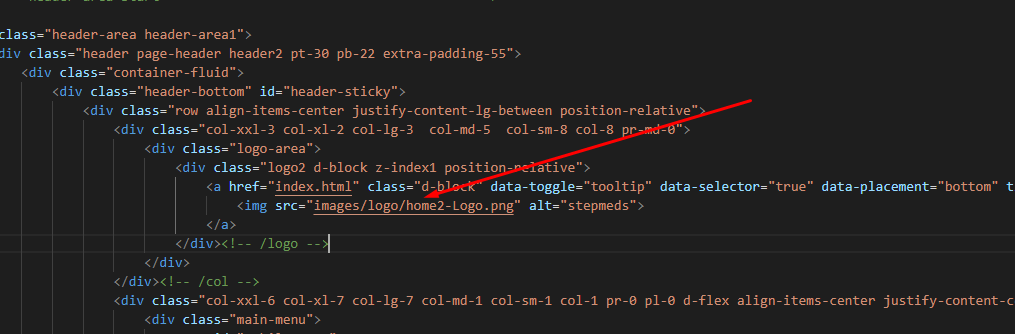 class="header-area header-area1">
div class="header page-header header2 pt-30 pb-22 extra-padding-55">
<div class="container-fluid">
<div class="header-bottom" id="header-sticky">
<div class="row align-items-center justify-content-lg-between position-relative">
<div class="col-xxl-3 col-xl-2 col-lg-3  col-md-5  col-sm-8 col-8 pr-md-0">
<div class="logo-area">
<div class="logo2 d-block z-index1 position-relative">
<a href="index.html" class="d-block" data-toggle="tooltip" data-selector="true" data-placement="bottom" t
<img src="images/logo/home2-Logo.png" alt="stepmeds">
</a>
</div><!-- /logo -->
</div>
</div><!-- /col -->
<div class="col-xxl-6 col-xl-7 col-lg-7 col-md-1 col-sm-1 col-1 pr-0 pl-0 d-flex align-items-center justify-content-c
<div class="main-menu">